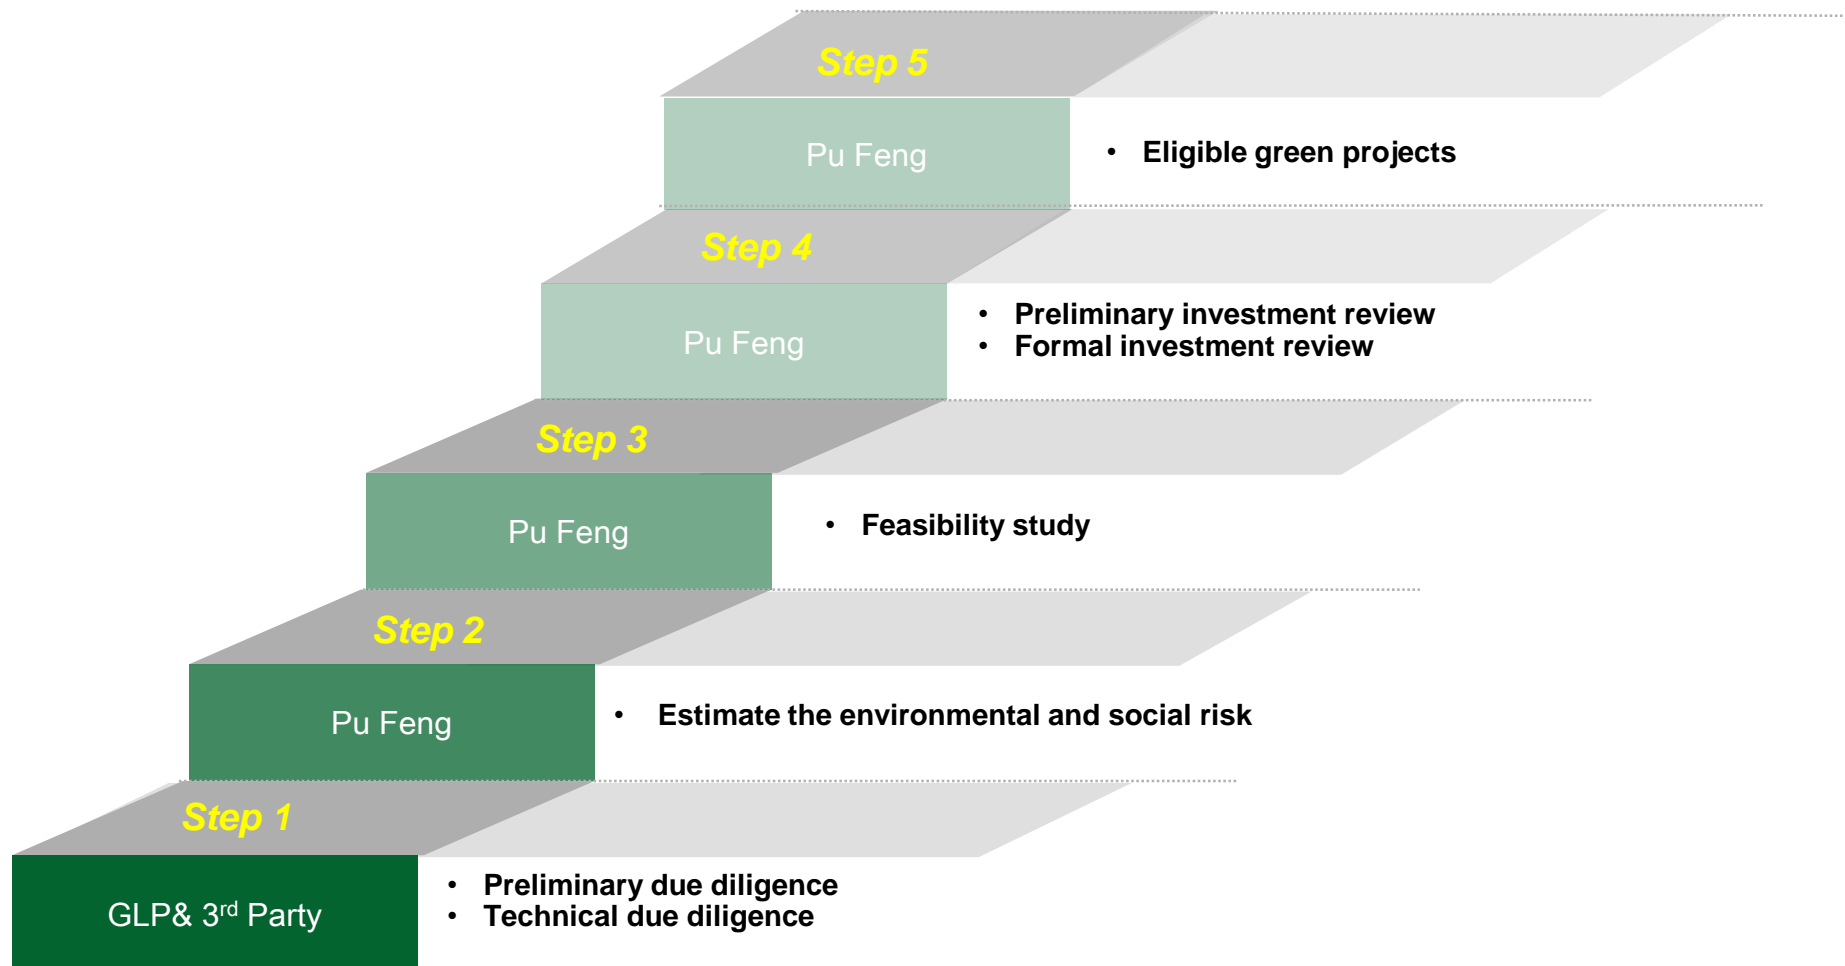 Step 5
Pu Feng
• Eligible green projects
Step 4
Pu Feng
• Preliminary investment review
• Formal investment review
Step 3
Pu Feng
• Feasibility study
Step 2
Pu Feng
• Estimate the environmental and social risk
Step 1
GLP& 3rd Party
• Preliminary due diligence
• Technical due diligence